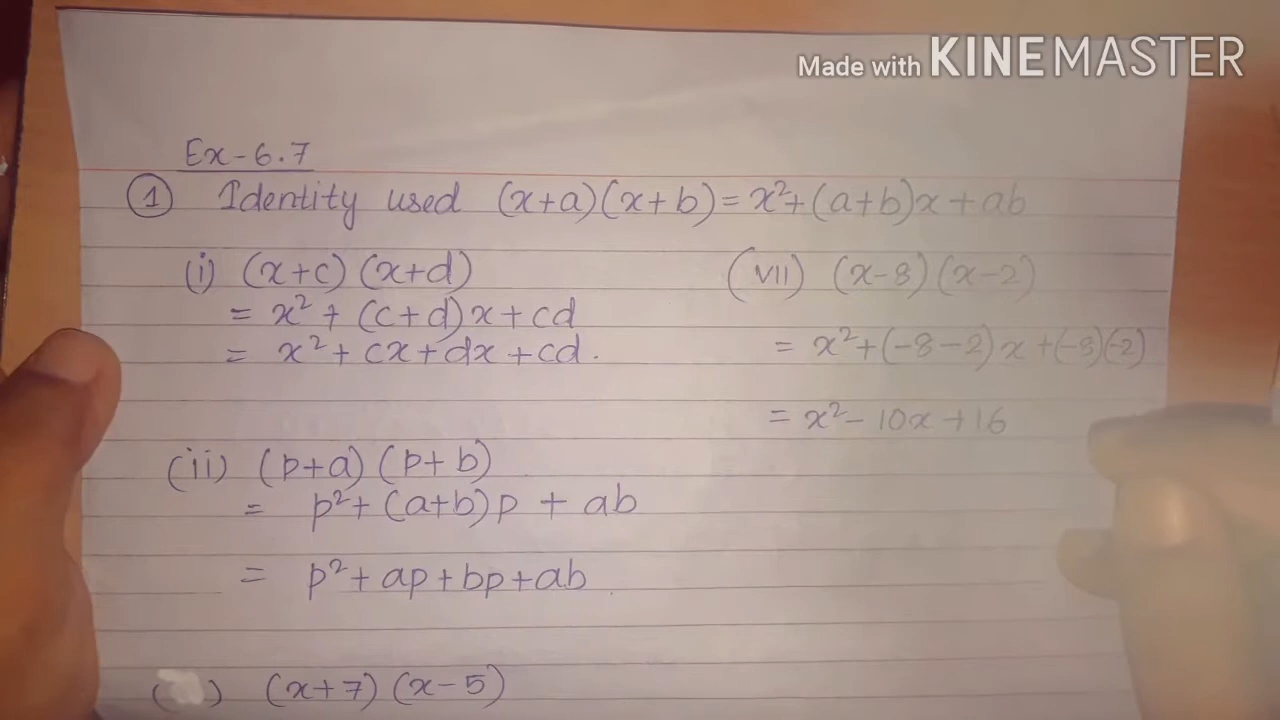 Made with KINEMASTER
Ex-6.7
① Identity used (x+a)(x+b)=x²+(a+b)x+ab
(i) (x+c)(x+d)
= x²+(c+d)x+cd
= x²+cx+dx+cd.
(ii) (p+a)(p+b)
= p²+(a+b)p+ab
= p²+ap+bp+ab
( ) (x+7)(x-5)
(VII) (x-8)(x-2)
= x²+(-8-2)x+(-8)(-2)
= x²-10x+16